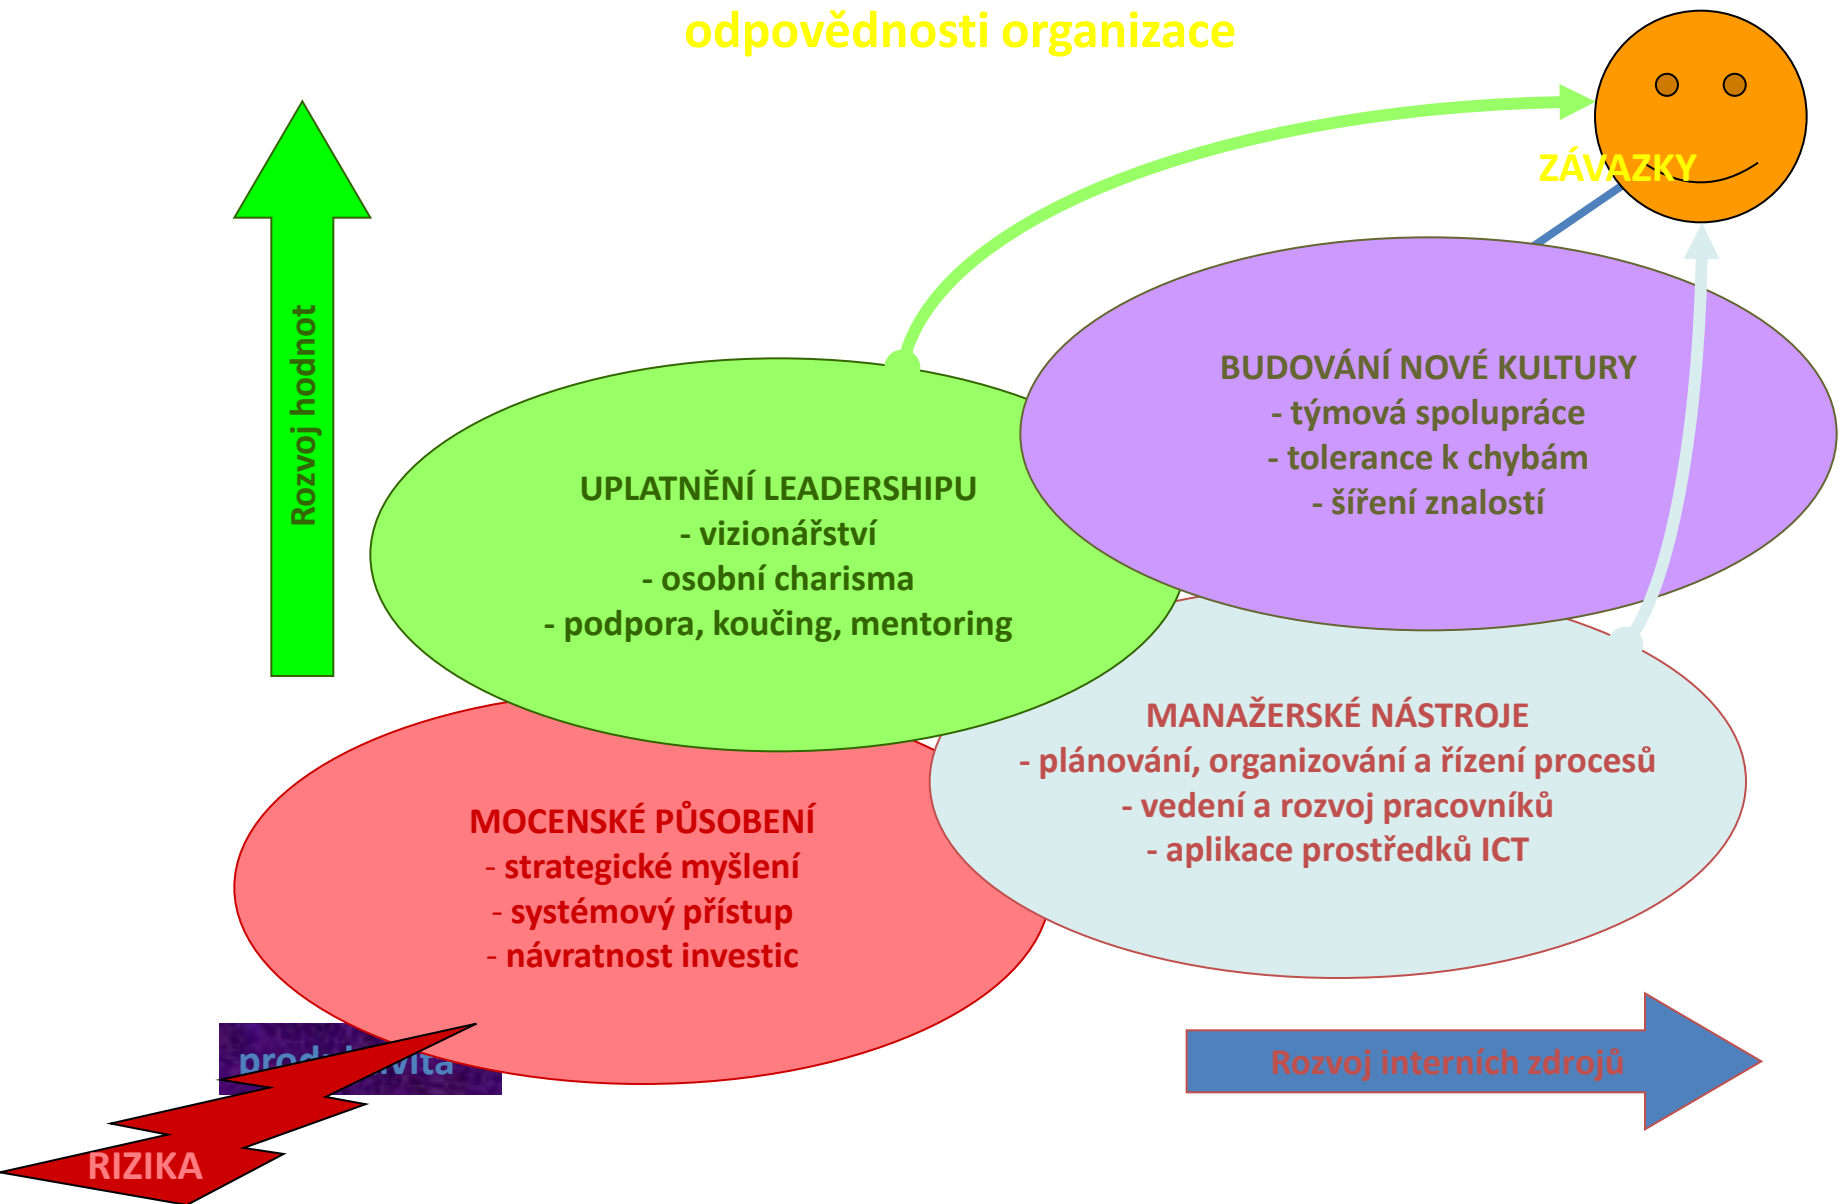 odpovědnosti organizace
ZÁVAZKY
Rozvoj hodnot
BUDOVÁNÍ NOVÉ KULTURY
- týmová spolupráce
- tolerance k chybám
- šíření znalostí
UPLATNĚNÍ LEADERSHIPU
- vizionářství
- osobní charisma
- podpora, koučing, mentoring
MANAŽERSKÉ NÁSTROJE
- plánování, organizování a řízení procesů
- vedení a rozvoj pracovníků
- aplikace prostředků ICT
MOCENSKÉ PŮSOBENÍ
- strategické myšlení
- systémový přístup
- návratnost investic
Rozvoj interních zdrojů
RIZIKA